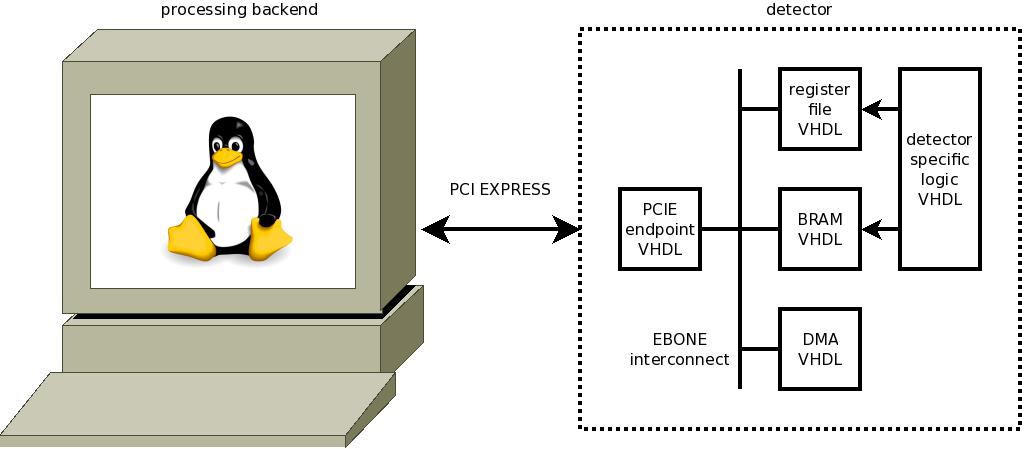 processing backend
detector
PCI EXPRESS
register
file
VHDL
detector
specific
logic
VHDL
PCIE
endpoint
VHDL
BRAM
VHDL
EBONE
interconnect
DMA
VHDL